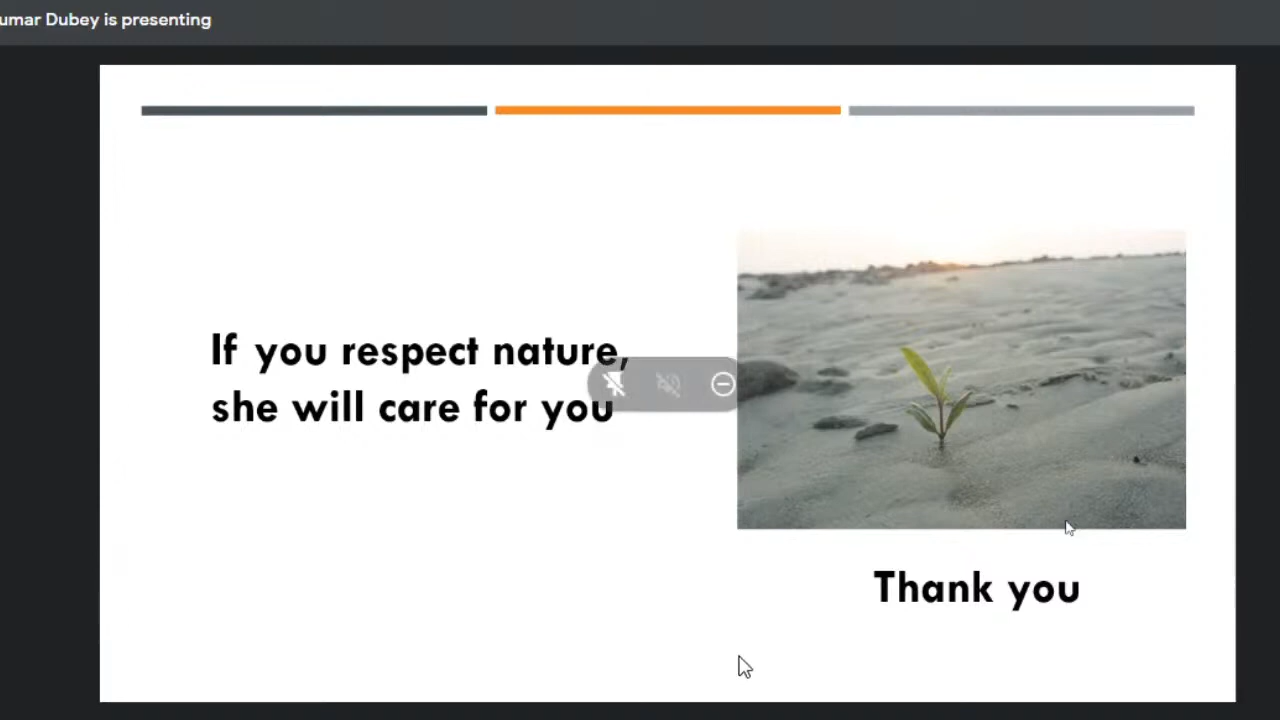 umar Dubey is presenting
If you respect nature,
she will care for you
Thank you